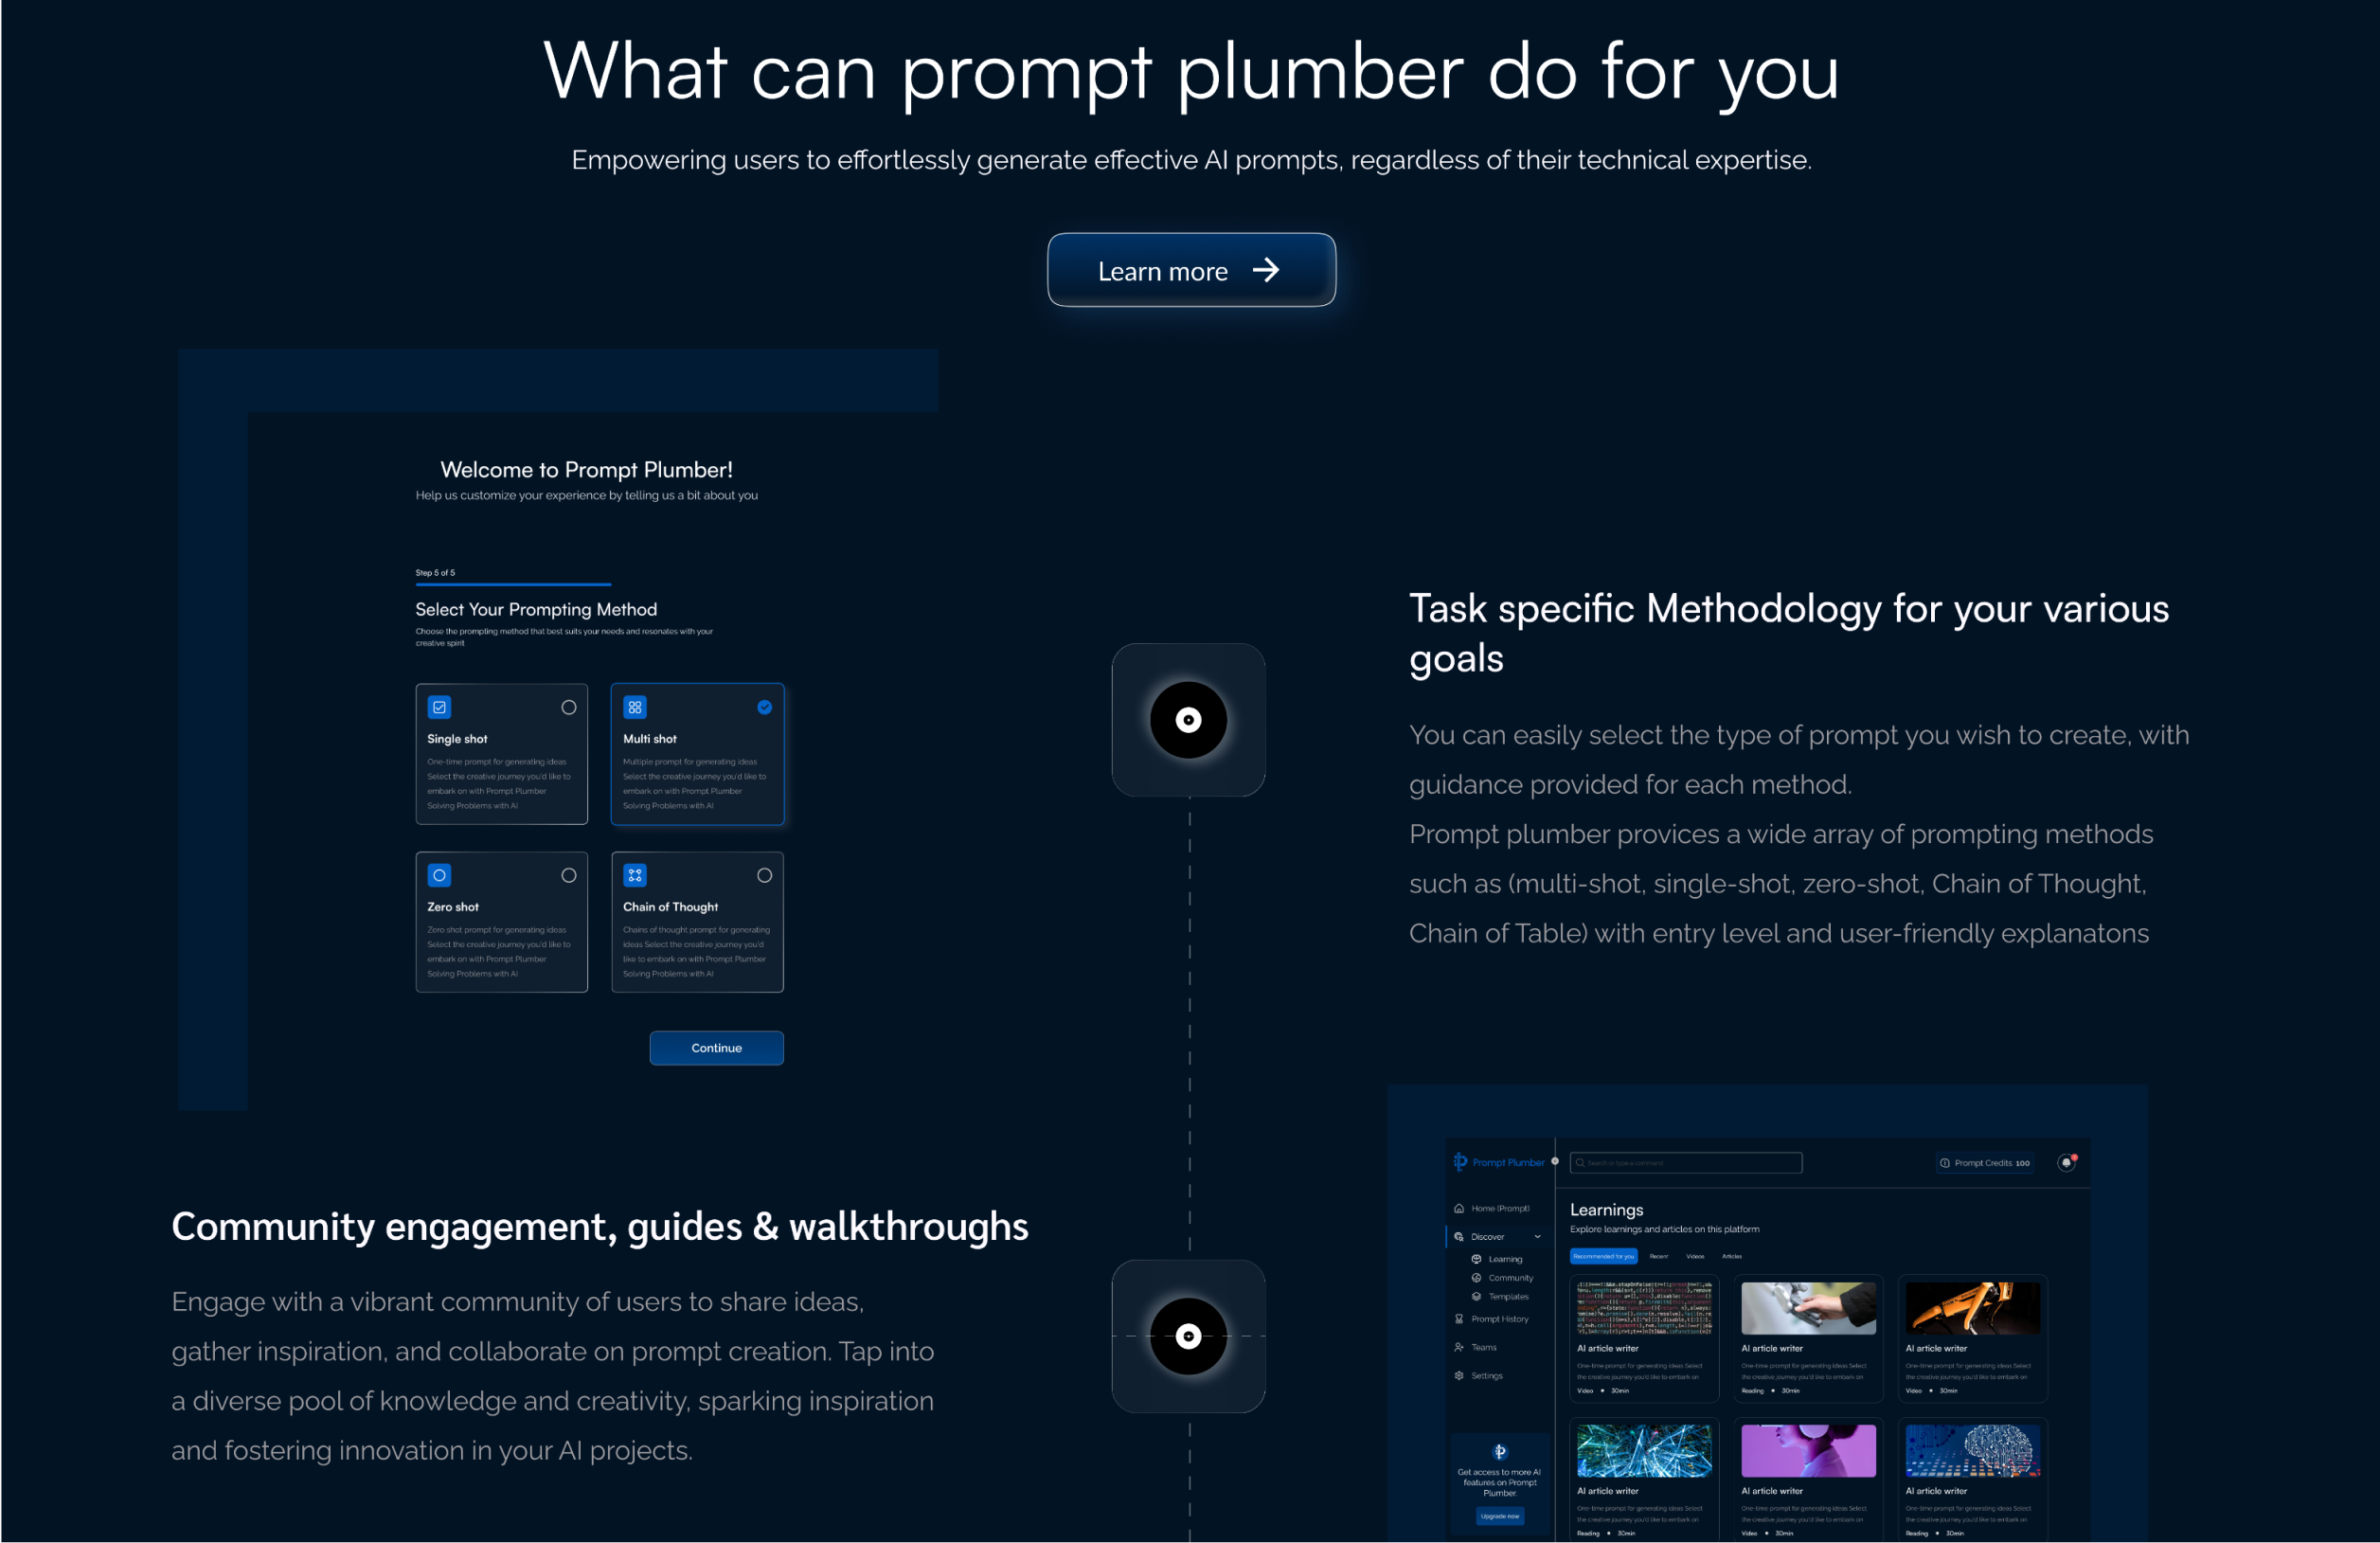 What can prompt plumber do for you
Empowering users to effortlessly generate effective AI prompts, regardless of their technical expertise.
Learn more
Welcome to Prompt Plumber!
Help us customize your experience by telling us a bit about you
Step 5 of 5
Select Your Prompting Method
Choose the prompting method that best suits your needs and resonates with your
creative spirit
Single shot
One-time prompt for generating ideas
Select the creative journey you'd like to
embark on with Prompt Plumber
Solving Problems with AI
Multi shot
Multiple prompt for generating ideas
Select the creative journey you'd like to
embark on with Prompt Plumber
Solving Problems with AI
Zero shot
Zero shot prompt for generating ideas
Select the creative journey you'd like to
embark on with Prompt Plumber
Solving Problems with AI
Chain of Thought
Chains of thought prompt for generating
ideas Select the creative journey you'd
like to embark on with Prompt Plumber
Solving Problems with AI
Continue
Task specific Methodology for your various
goals
You can easily select the type of prompt you wish to create, with
guidance provided for each method.
Prompt plumber provices a wide array of prompting methods
such as (multi-shot, single-shot, zero-shot, Chain of Thought,
Chain of Table) with entry level and user-friendly explanatons
Community engagement, guides & walkthroughs
Engage with a vibrant community of users to share ideas,
gather inspiration, and collaborate on prompt creation. Tap into
a diverse pool of knowledge and creativity, sparking inspiration
and fostering innovation in your AI projects.
Prompt Plumber
Search or type a command
Prompt Credits: 100
Home (Prompt)
Discover
Learning
Community
Templates
Prompt History
Teams
Settings
Get access to more AI
features on Prompt
Plumber.
Upgrade now
Learnings
Explore learnings and articles on this platform
Recommended for you
Recent
Videos
Articles
AI article writer
One-time prompt for generating ideas Select
the creative journey you'd like to embark on
Video • 30min
AI article writer
One-time prompt for generating ideas Select
the creative journey you'd like to embark on
Reading • 30min
AI article writer
One-time prompt for generating ideas Select
the creative journey you'd like to embark on
Video • 30min
AI article writer
One-time prompt for generating ideas Select
the creative journey you'd like to embark on
Reading • 30min
AI article writer
One-time prompt for generating ideas Select
the creative journey you'd like to embark on
Video • 30min
AI article writer
One-time prompt for generating ideas Select
the creative journey you'd like to embark on
Reading • 30min